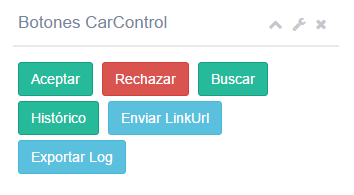 Botones CarControl
Aceptar Rechazar Buscar
Histórico Enviar LinkUrl
Exportar Log